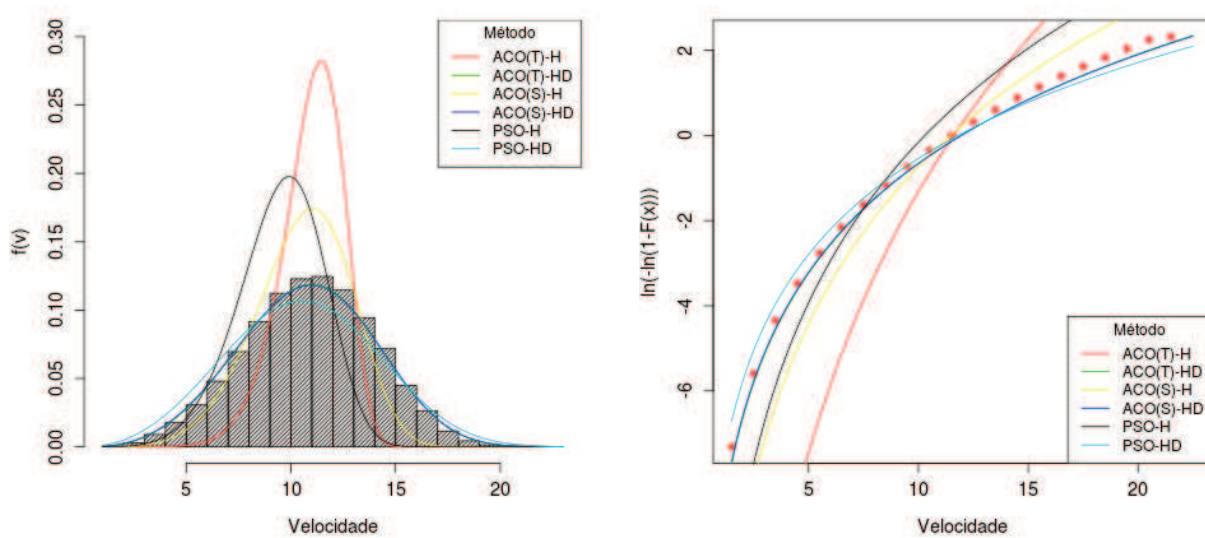 Método
ACO(T)-H
ACO(T)-HD
ACO(S)-H
ACO(S)-HD
PSO-H
PSO-HD
f(v)
0.30
0.25
0.20
0.15
0.10
0.05
0.00
5 10 15 20
Velocidade
ln(-ln(1-F(x)))
2
0
-2
-4
-6
Método
ACO(T)-H
ACO(T)-HD
ACO(S)-H
ACO(S)-HD
PSO-H
PSO-HD
5 10 15 20
Velocidade